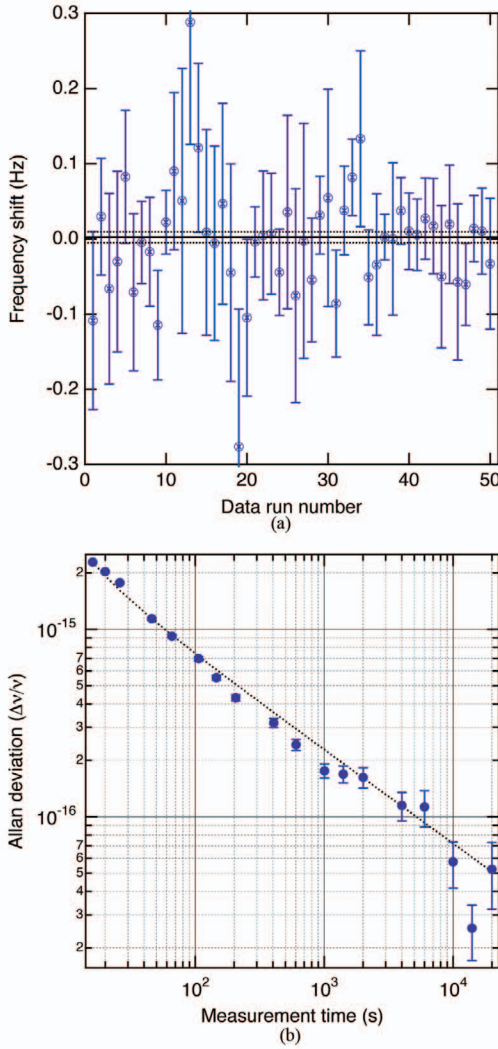 0.3
0.2
0.1
0.0
-0.1
-0.2
-0.3
Frequency shift (Hz)
0 10 20 30 40 50
Data run number
(a)
2
10-15
7
6
5
4
3
2
10-16
7
6
5
4
3
2
Allan deviation (Δν/ν)
10² 10³ 10⁴
Measurement time (s)
(b)